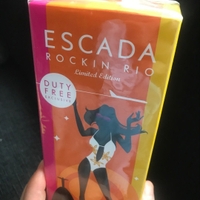 ESCADA
ROCKIN RIO
Limited Edition
DUTY
FREE